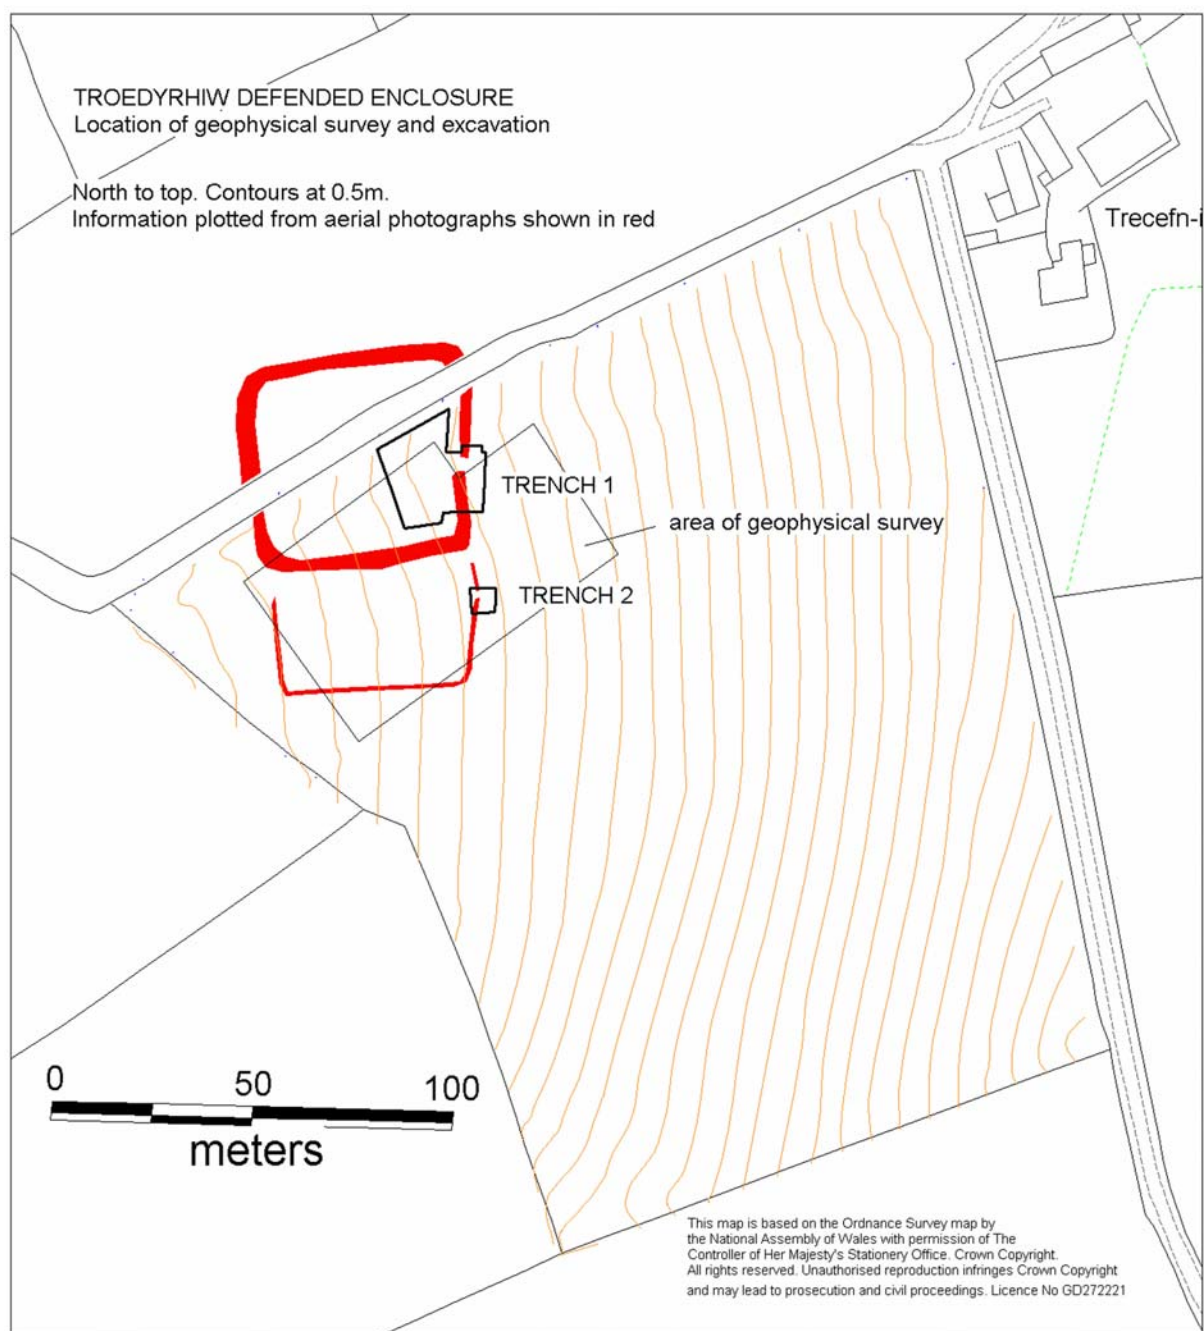 TROEDYRHIW DEFENDED ENCLOSURE
Location of geophysical survey and excavation
North to top. Contours at 0.5m.
Information plotted from aerial photographs shown in red
Trecefn-i
TRENCH 1
area of geophysical survey
TRENCH 2
0 50 100
meters
This map is based on the Ordnance Survey map by
the National Assembly of Wales with permission of The
Controller of Her Majesty's Stationery Office. Crown Copyright.
All rights reserved. Unauthorised reproduction infringes Crown Copyright
and may lead to prosecution and civil proceedings. Licence No GD272221